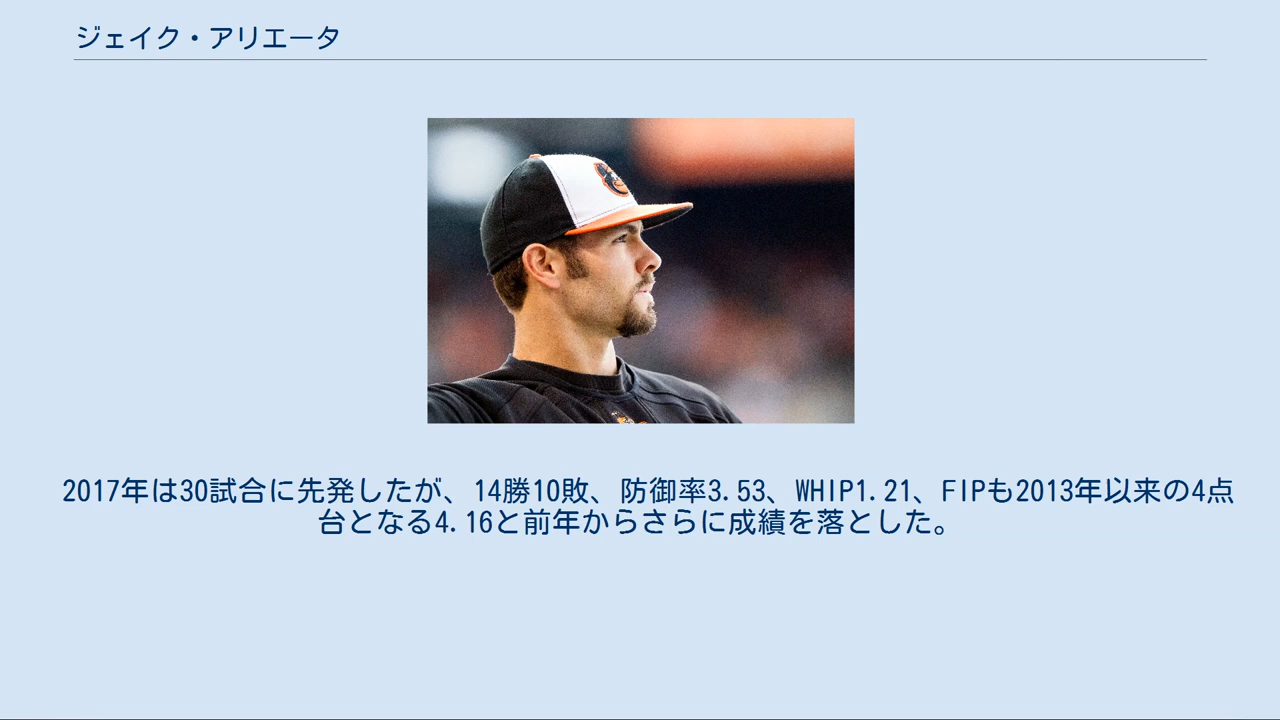 ジェイク・アリエータ
2017年は30試合に先発したが、14勝10敗、防御率3.53、WHIP1.21、FIPも2013年以来の4点
台となる4.16と前年からさらに成績を落とした。